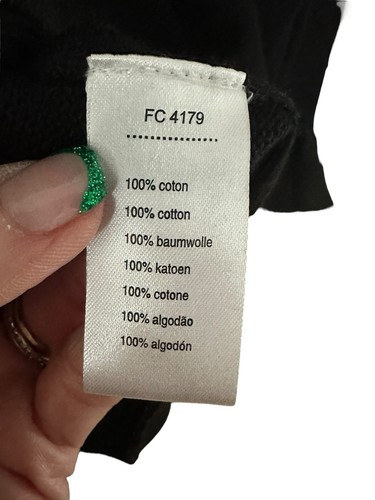 FC 4179
100% coton
100% cotton
100% baumwolle
100% katoen
100% cotone
100% algodão
100% algodón